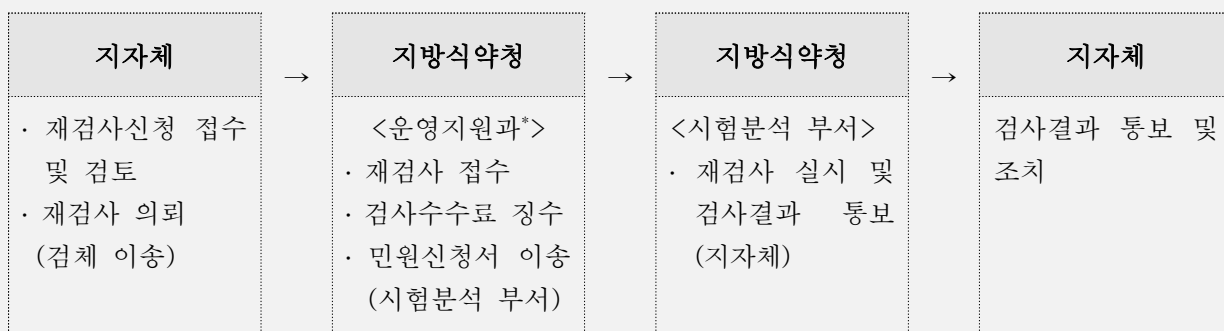 지자체
· 재검사신청 접수
및 검토
· 재검사 의뢰
(검체 이송)
→
지방식약청
<운영지원과*>
· 재검사 접수
· 검사수수료 징수
· 민원신청서 이송
(시험분석 부서)
→
지방식약청
<시험분석 부서>
· 재검사 실시 및
검사결과 통보
(지자체)
→
지자체
검사결과 통보 및
조치